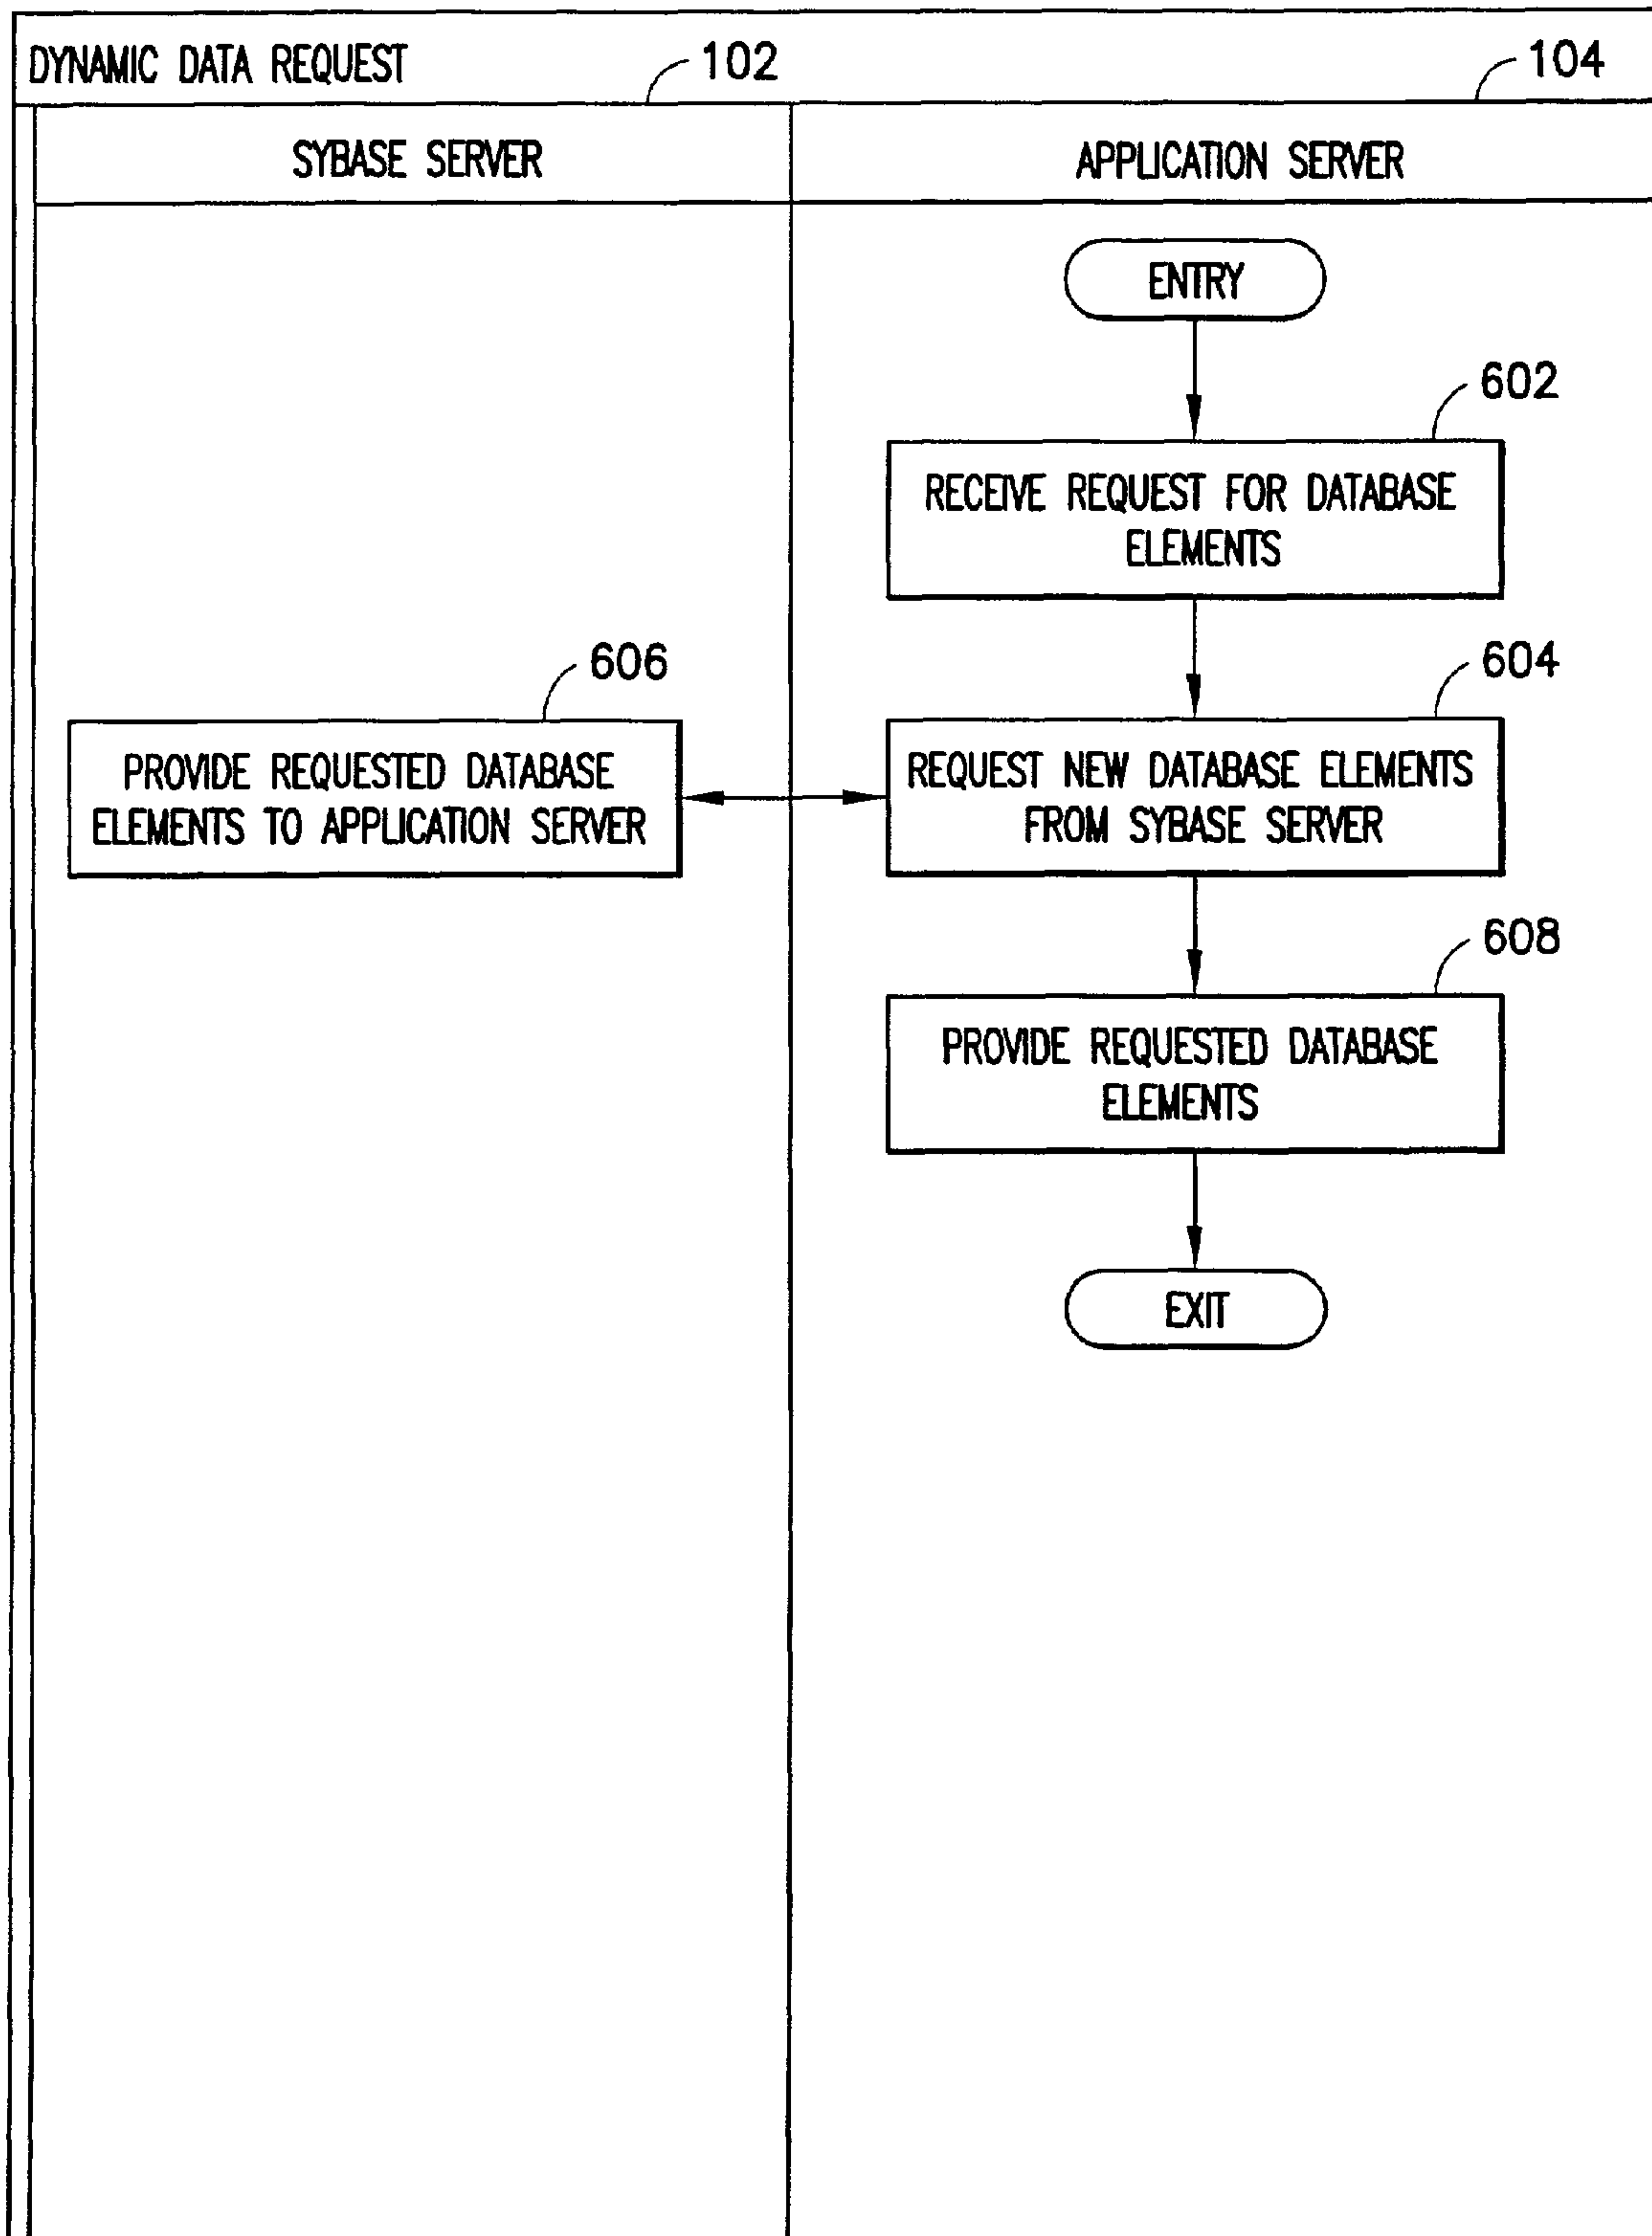 DYNAMIC DATA REQUEST
102
104
SYBASE SERVER
APPLICATION SERVER
ENTRY
602
RECEIVE REQUEST FOR DATABASE
ELEMENTS
606
604
PROVIDE REQUESTED DATABASE
ELEMENTS TO APPLICATION SERVER
REQUEST NEW DATABASE ELEMENTS
FROM SYBASE SERVER
608
PROVIDE REQUESTED DATABASE
ELEMENTS
EXIT